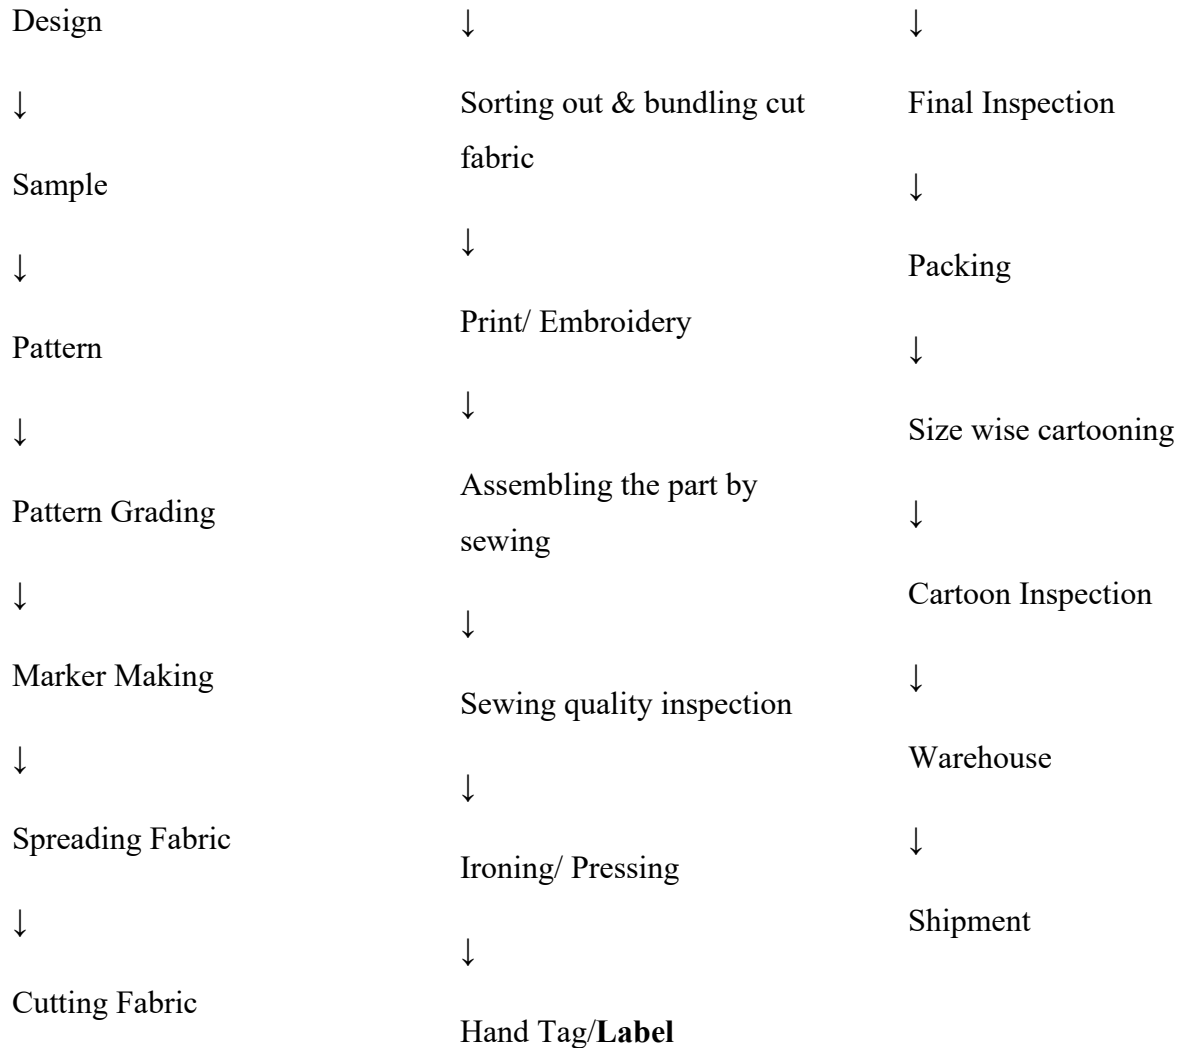 Design
↓
Sample
↓
Pattern
↓
Pattern Grading
↓
Marker Making
↓
Spreading Fabric
↓
Cutting Fabric
↓
Sorting out & bundling cut
fabric
↓
Print/ Embroidery
↓
Assembling the part by
sewing
↓
Sewing quality inspection
↓
Ironing/ Pressing
↓
Hand Tag/Label
↓
Final Inspection
↓
Packing
↓
Size wise cartooning
↓
Cartoon Inspection
↓
Warehouse
↓
Shipment